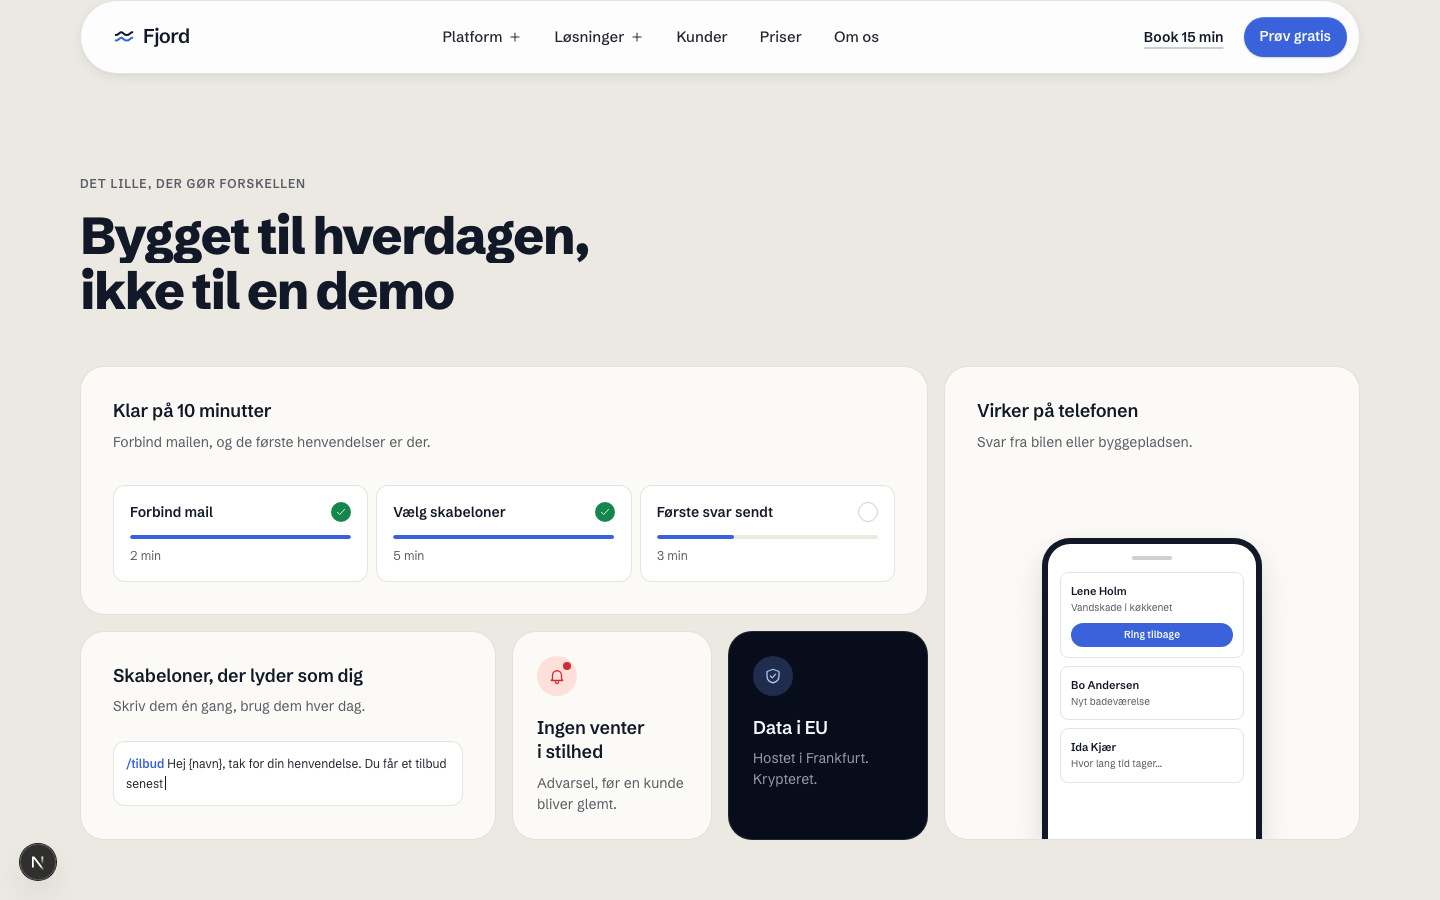 Fjord
Platform +
Løsninger +
Kunder
Priser
Om os
Book 15 min
Prøv gratis
DET LILLE, DER GØR FORSKELLEN
Bygget til hverdagen,
ikke til en demo
Klar på 10 minutter
Forbind mailen, og de første henvendelser er der.
Forbind mail
2 min
Vælg skabeloner
5 min
Første svar sendt
3 min
Virker på telefonen
Svar fra bilen eller byggepladsen.
Lene Holm
Vandskade i køkkenet
Ring tilbage
Bo Andersen
Nyt badeværelse
Ida Kjær
Hvor lang tid tager...
Skabeloner, der lyder som dig
Skriv dem én gang, brug dem hver dag.
/tilbud Hej {navn}, tak for din henvendelse. Du får et tilbud
senest
Ingen venter
i stilhed
Advarsel, før en kunde
bliver glemt.
Data i EU
Hostet i Frankfurt.
Krypteret.
N